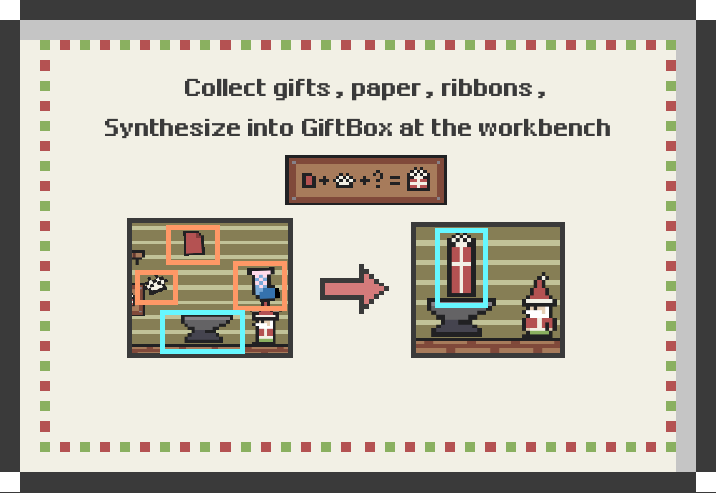 Collect gifts, paper, ribbons,
Synthesize into GiftBox at the workbench
+ + ? =